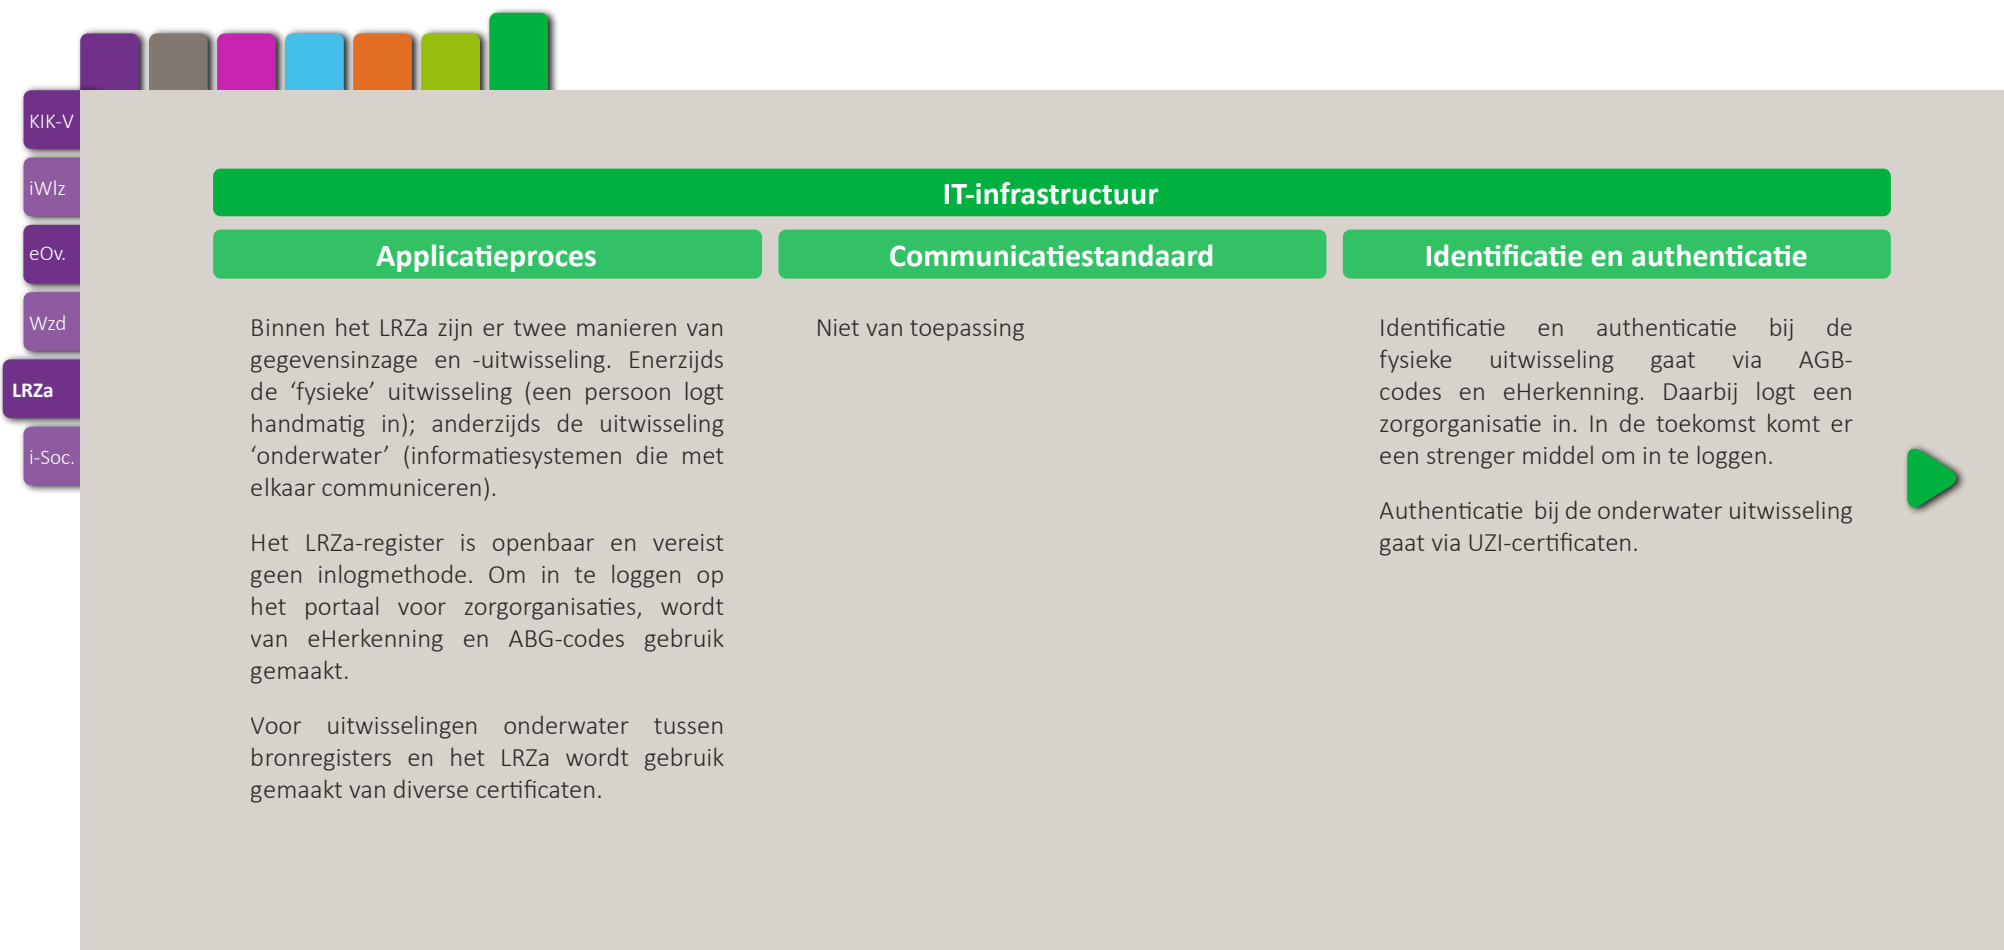 KIK-V
iWlz
eOv.
Wzd
LRZa
i-Soc.
IT-infrastructuur
Applicatieproces
Binnen het LRZa zijn er twee manieren van
gegevensinzage en -uitwisseling. Enerzijds
de ‘fysieke’ uitwisseling (een persoon logt
handmatig in); anderzijds de uitwisseling
‘onderwater’ (informatiesystemen die met
elkaar communiceren).
Het LRZa-register is openbaar en vereist
geen inlogmethode. Om in te loggen op
het portaal voor zorgorganisaties, wordt
van eHerkenning en ABG-codes gebruik
gemaakt.
Voor uitwisselingen onderwater tussen
bronregisters en het LRZa wordt gebruik
gemaakt van diverse certificaten.
Communicatiestandaard
Niet van toepassing
Identificatie en authenticatie
Identificatie en authenticatie bij de
fysieke uitwisseling gaat via AGB-
codes en eHerkenning. Daarbij logt een
zorgorganisatie in. In de toekomst komt er
een strenger middel om in te loggen.
Authenticatie bij de onderwater uitwisseling
gaat via UZI-certificaten.